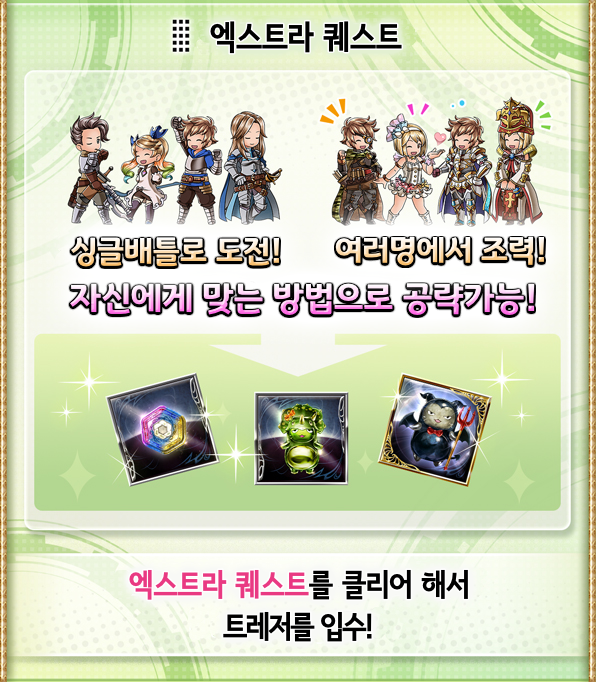 엑스트라 퀘스트
싱글배틀로 도전!
여러명에서 조력!
자신에게 맞는 방법으로 공략가능!
엑스트라 퀘스트를 클리어 해서
트레저를 입수!